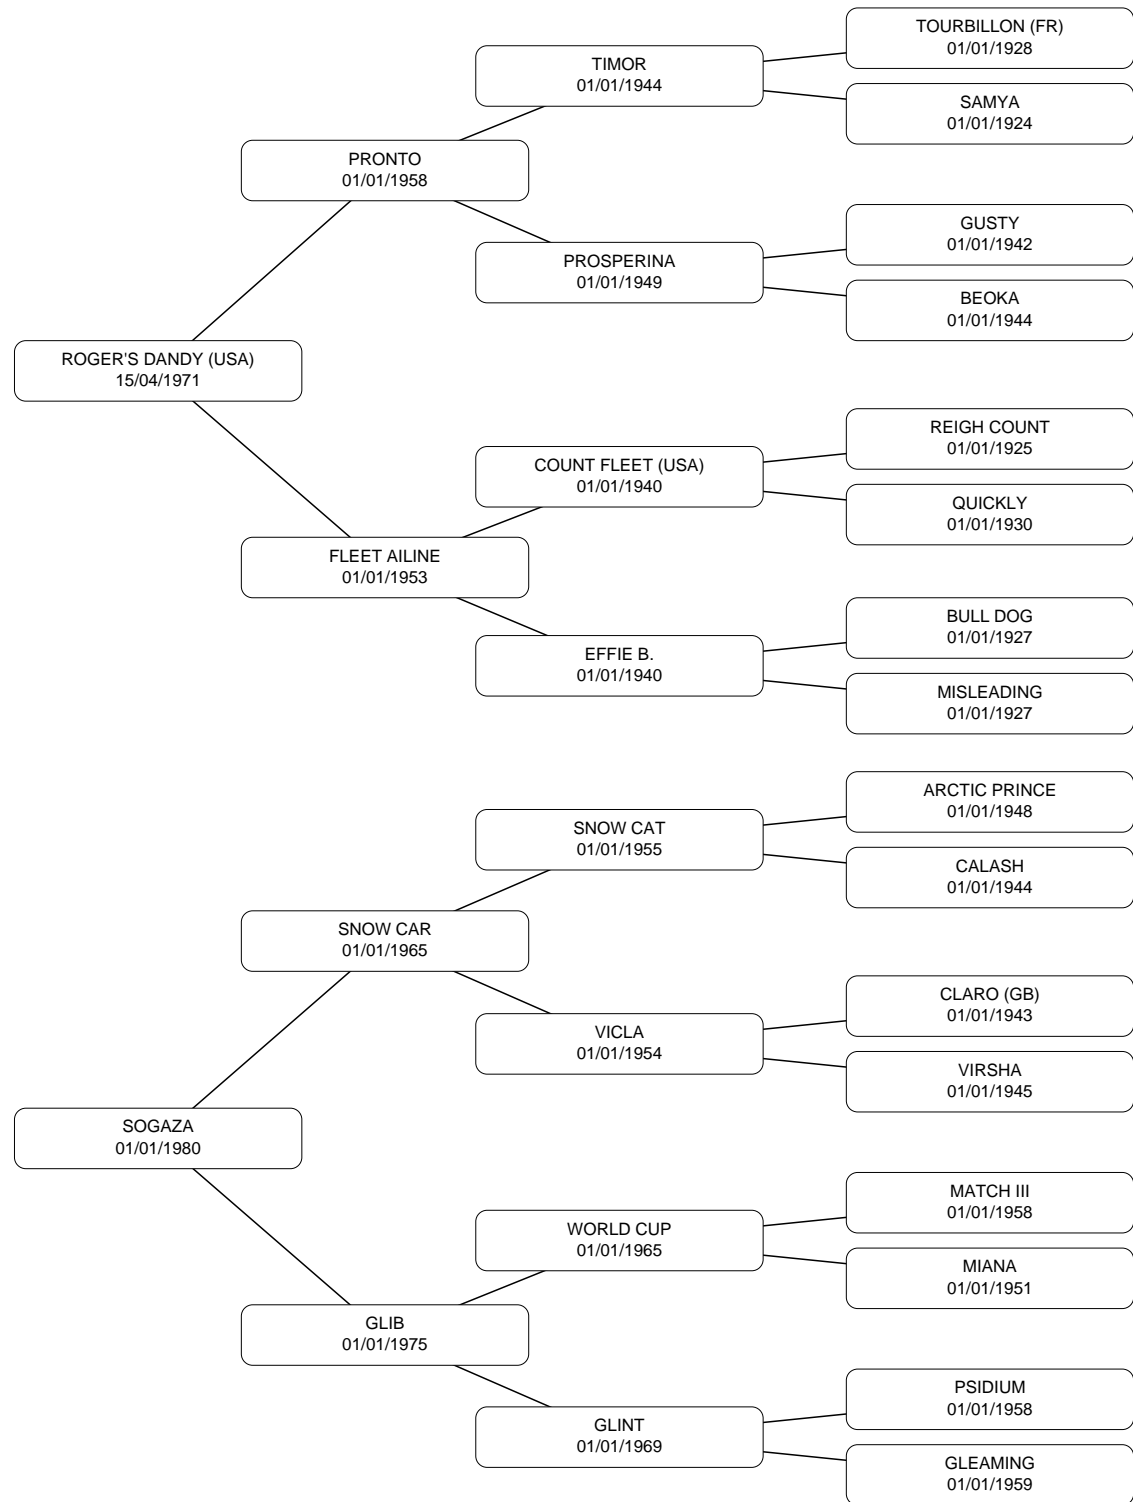 TOURBILLON (FR)
01/01/1928
TIMOR
01/01/1944
SAMYA
01/01/1924
PRONTO
01/01/1958
GUSTY
01/01/1942
PROSPERINA
01/01/1949
BEOKA
01/01/1944
ROGER'S DANDY (USA)
15/04/1971
REIGH COUNT
01/01/1925
COUNT FLEET (USA)
01/01/1940
QUICKLY
01/01/1930
FLEET AILINE
01/01/1953
BULL DOG
01/01/1927
EFFIE B.
01/01/1940
MISLEADING
01/01/1927
ARCTIC PRINCE
01/01/1948
SNOW CAT
01/01/1955
CALASH
01/01/1944
SNOW CAR
01/01/1965
CLARO (GB)
01/01/1943
VICLA
01/01/1954
VIRSHA
01/01/1945
SOGAZA
01/01/1980
MATCH III
01/01/1958
WORLD CUP
01/01/1965
MIANA
01/01/1951
GLIB
01/01/1975
PSIDIUM
01/01/1958
GLINT
01/01/1969
GLEAMING
01/01/1959